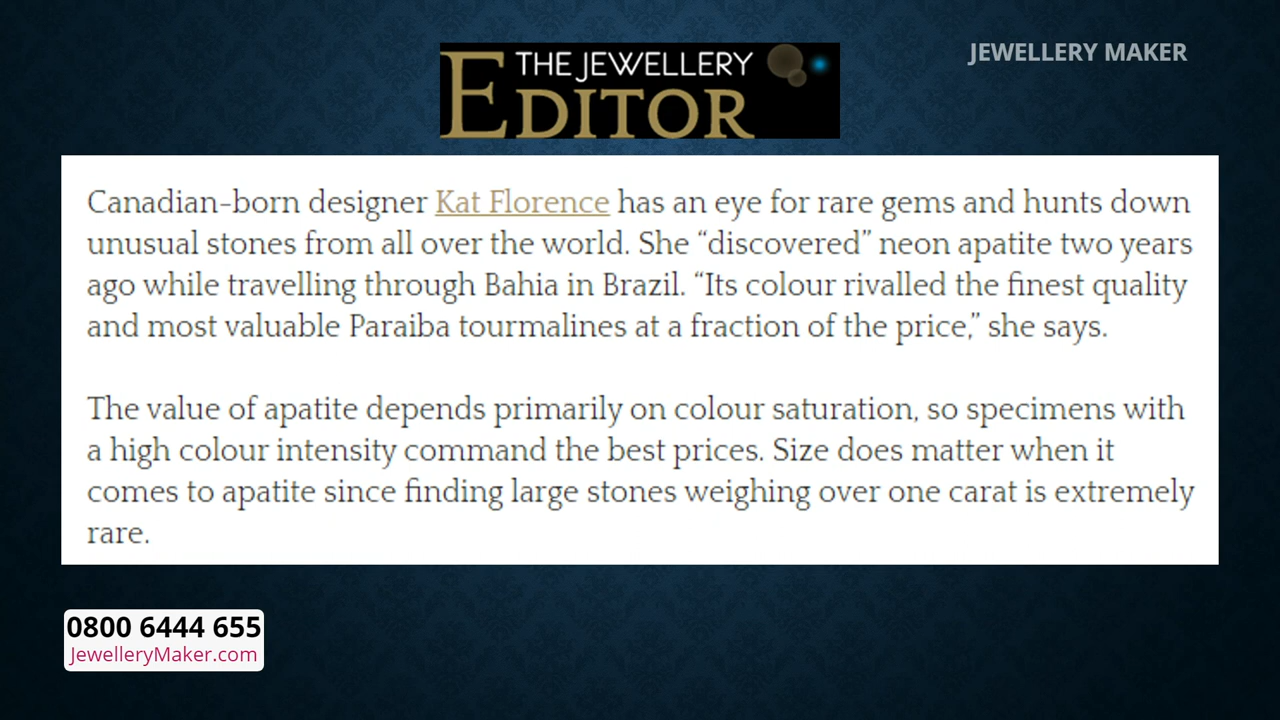 JEWELLERY MAKER
THE JEWELLERY
EDITOR
Canadian-born designer Kat Florence has an eye for rare gems and hunts down
unusual stones from all over the world. She “discovered” neon apatite two years
ago while travelling through Bahia in Brazil. “Its colour rivalled the finest quality
and most valuable Paraiba tourmalines at a fraction of the price,” she says.
The value of apatite depends primarily on colour saturation, so specimens with
a high colour intensity command the best prices. Size does matter when it
comes to apatite since finding large stones weighing over one carat is extremely
rare.
0800 6444 655
JewelleryMaker.com